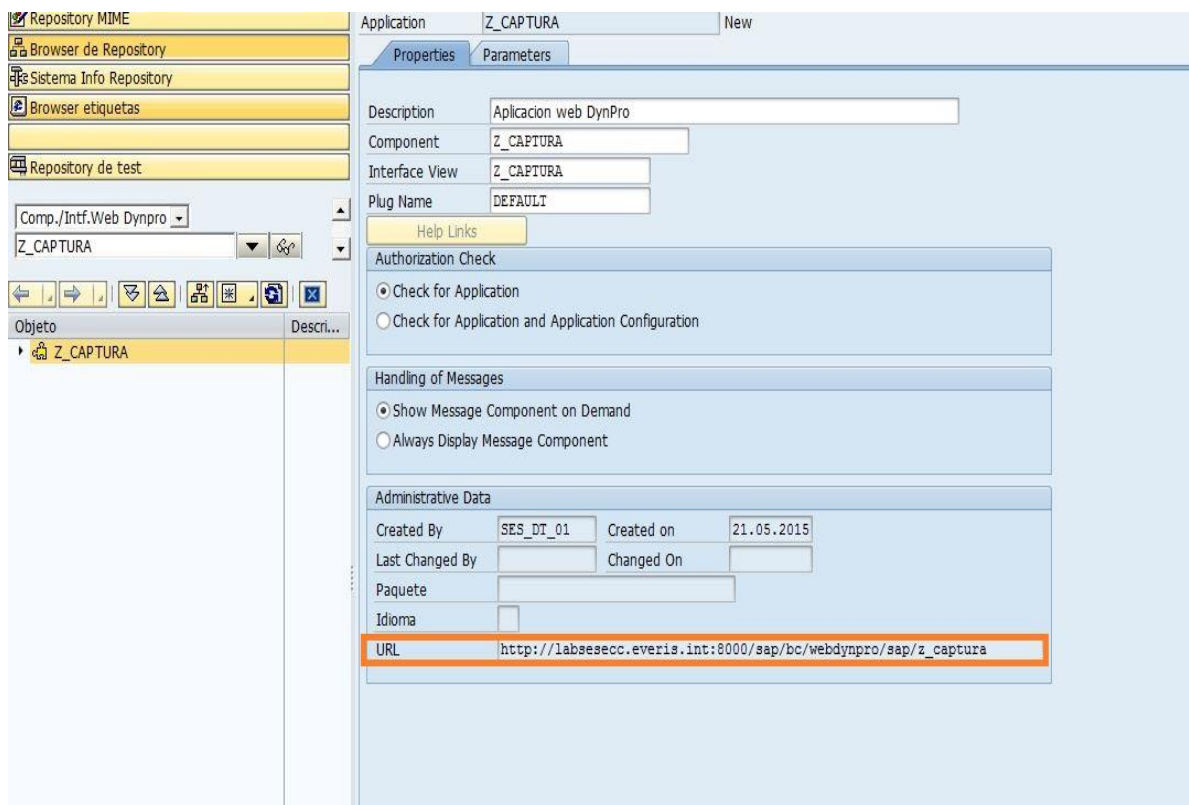 Repository MIME
Browser de Repository
Sistema Info Repository
Browser etiquetas
Repository de test
Comp./Intf.Web Dynpro
Z_CAPTURA
Objeto Descri...
Z_CAPTURA
Application Z_CAPTURA New
Properties Parameters
Description Aplicacion web DynPro
Component Z_CAPTURA
Interface View Z_CAPTURA
Plug Name DEFAULT
Help Links
Authorization Check
Check for Application
Check for Application and Application Configuration
Handling of Messages
Show Message Component on Demand
Always Display Message Component
Administrative Data
Created By SES_DT_01 Created on 21.05.2015
Last Changed By Changed On
Paquete
Idioma
URL http://labsesecc.everis.int:8000/sap/bc/webdynpro/sap/z_captura